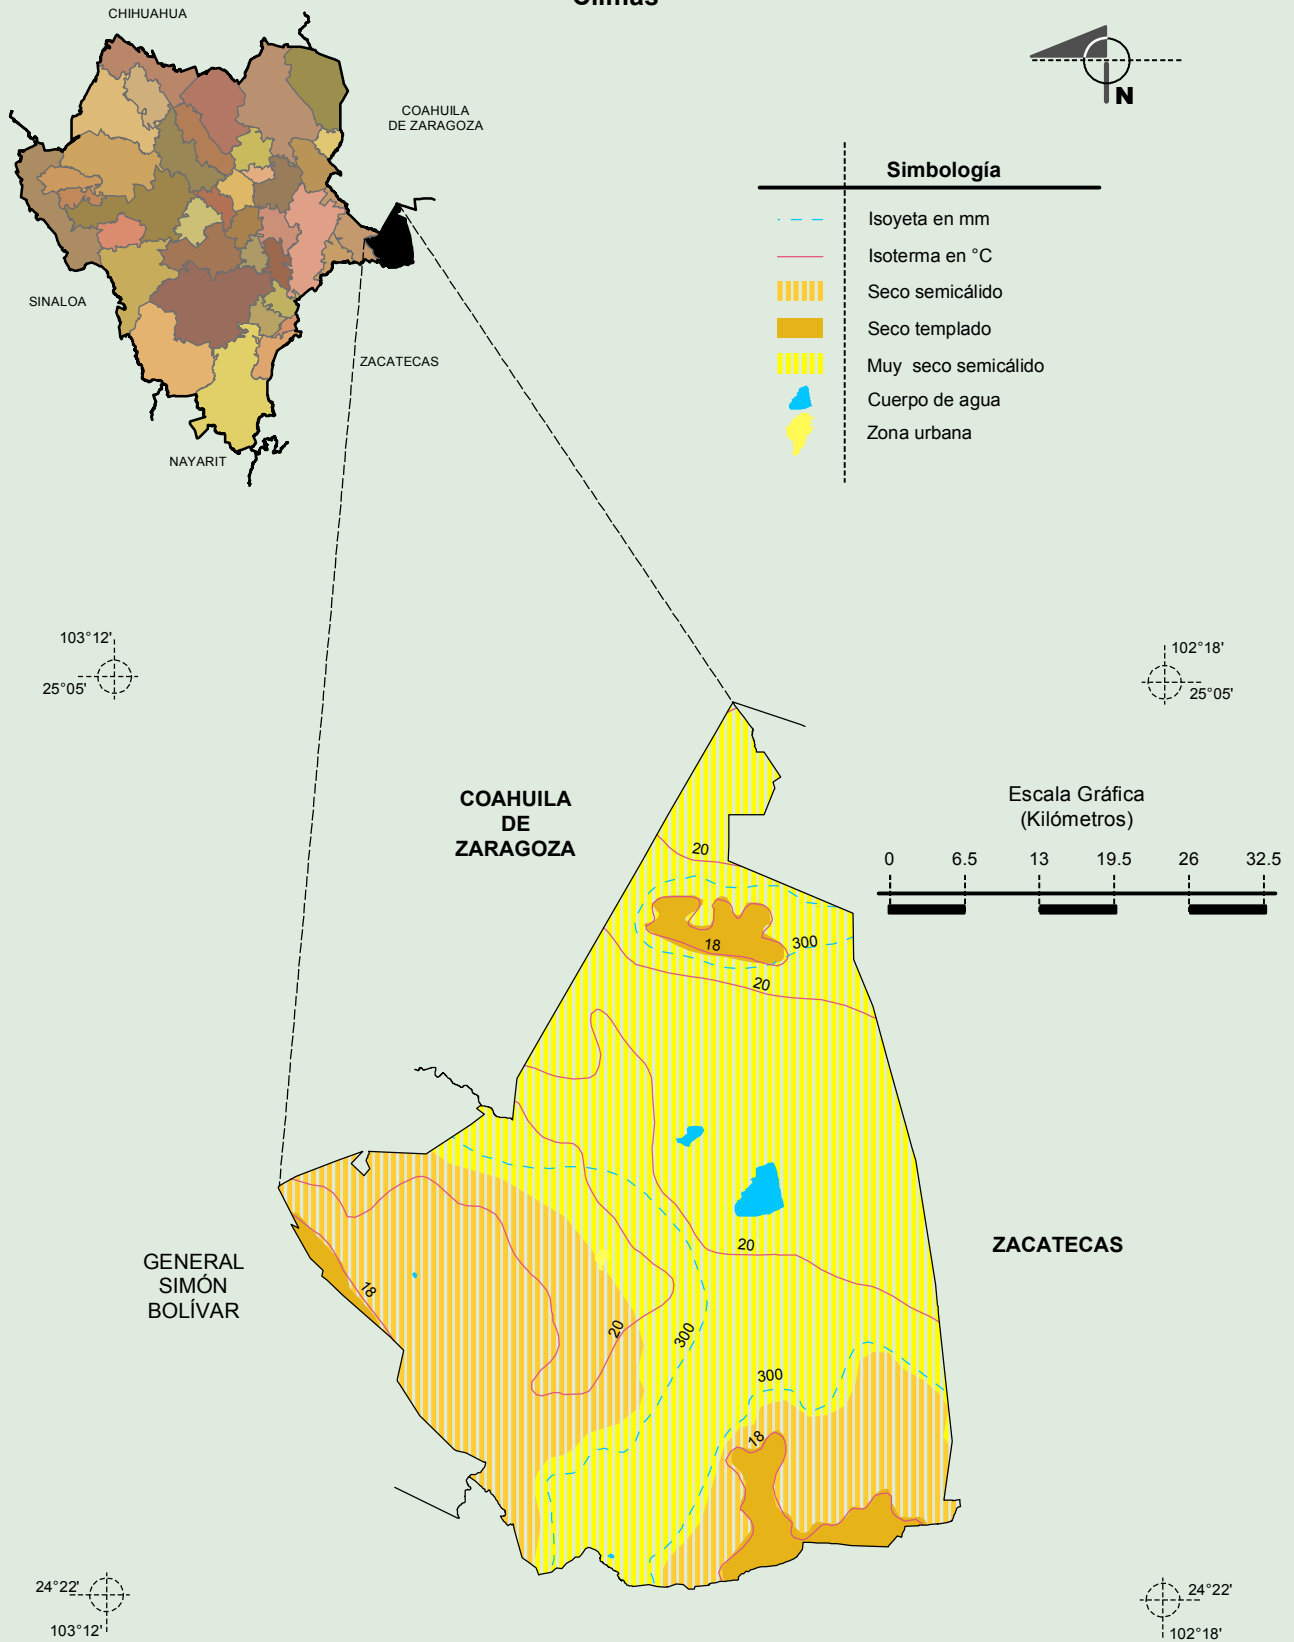 Climas
CHIHUAHUA
COAHUILA
DE ZARAGOZA
SINALOA
ZACATECAS
NAYARIT
N
Simbología
Isoyeta en mm
Isoterma en °C
Seco semicálido
Seco templado
Muy seco semicálido
Cuerpo de agua
Zona urbana
103°12'
25°05'
102°18'
25°05'
COAHUILA
DE
ZARAGOZA
Escala Gráfica
(Kilómetros)
0 6.5 13 19.5 26 32.5
20
18
300
20
20
ZACATECAS
GENERAL
SIMÓN
BOLÍVAR
18
20
300
300
18
24°22'
103°12'
24°22'
102°18'